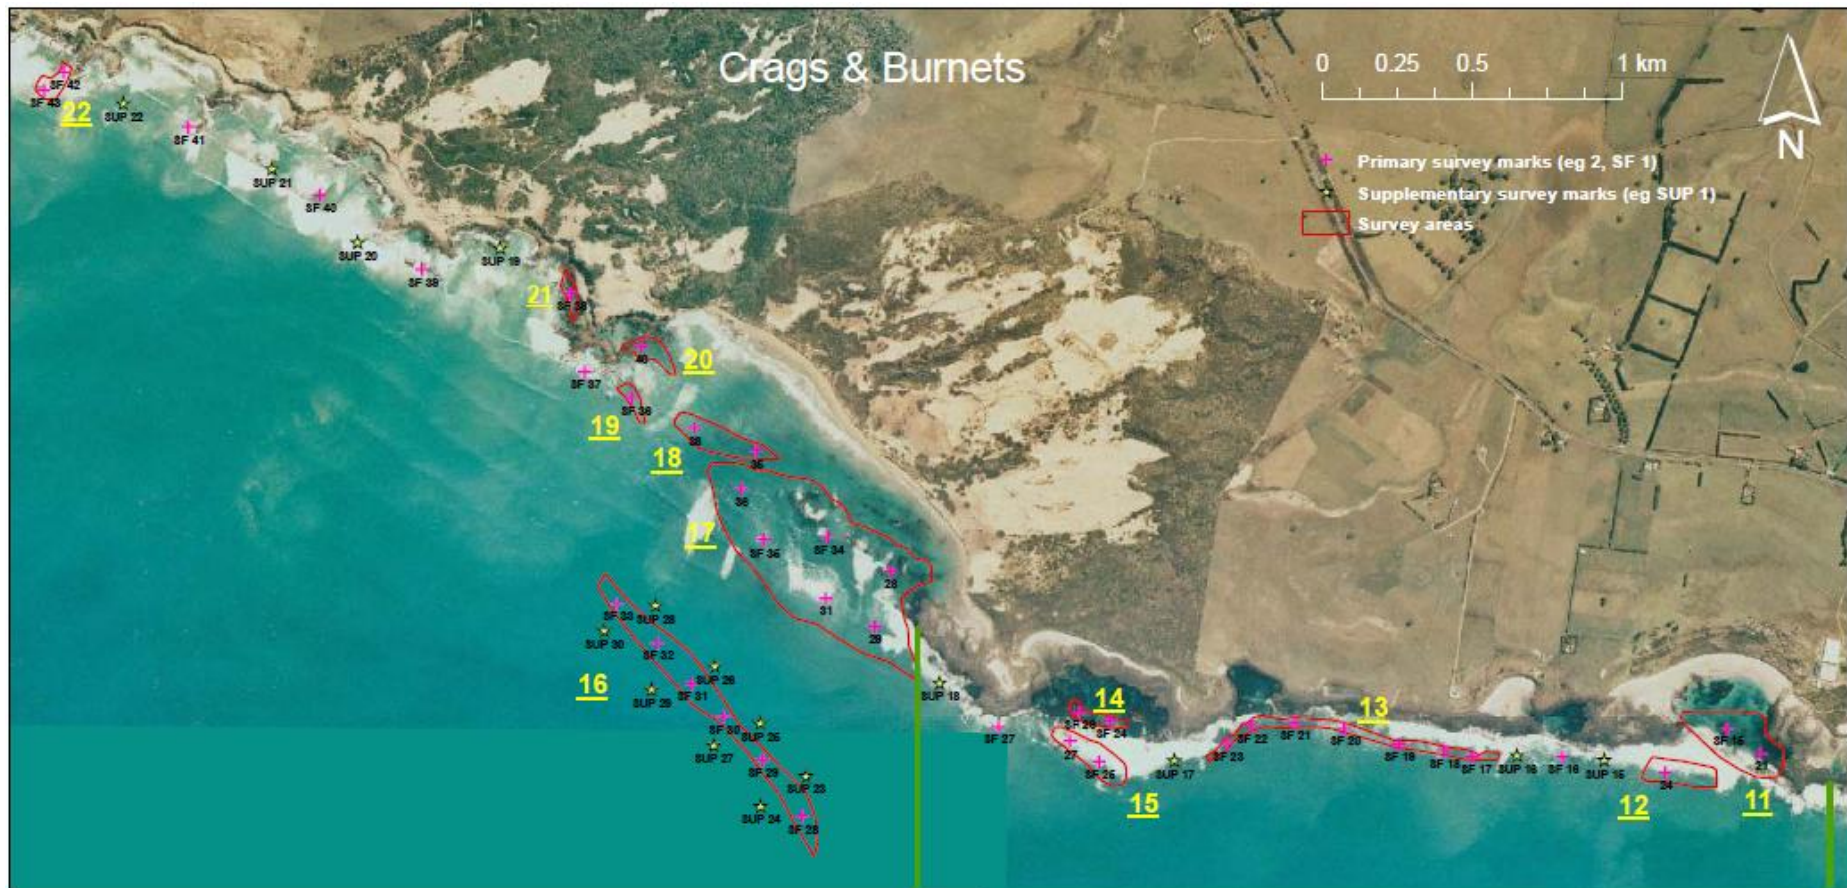 Crags & Burnets
0 0.25 0.5 1 km
N
Primary survey marks (eg 2, SF 1)
Supplementary survey marks (eg SUP 1)
Survey areas
SF 42
SF 43
22
SUP 22
SF 41
SUP 21
SF 40
SUP 20
SF 39
SUP 19
21
SF 38
40
20
SF 37
SF 36
19
38
35
18
36
17
SF 35
SF 34
28
31
29
SF 33
SUP 28
SUP 30
SF 32
SUP 26
16
SUP 29
SF 31
SF 30
SUP 25
SUP 27
SF 29
SUP 23
SUP 24
SF 28
SUP 18
SF 27
14
SF 24
27
SF 25
15
SUP 17
SF 23
SF 22
SF 21
13
SF 20
SF 19
SF 18
SF 17
SUP 16
SF 16
SUP 15
12
24
SF 15
11